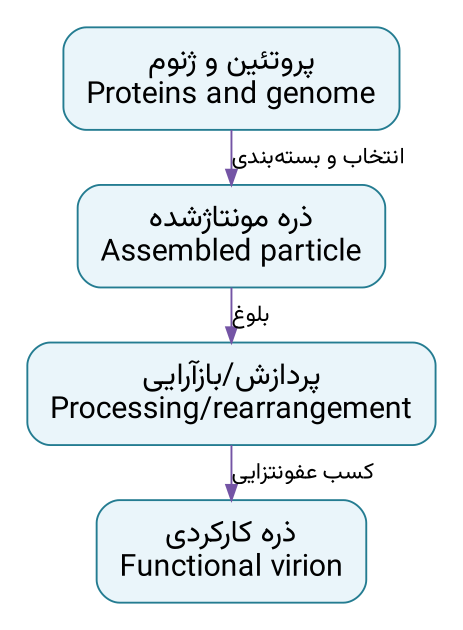 پروتئین و ژنوم
Proteins and genome
انتخاب و بسته‌بندی
ذره مونتاژشده
Assembled particle
بلوغ
پردازش/بازآرایی
Processing/rearrangement
کسب عفونتزایی
ذره کارکردی
Functional virion